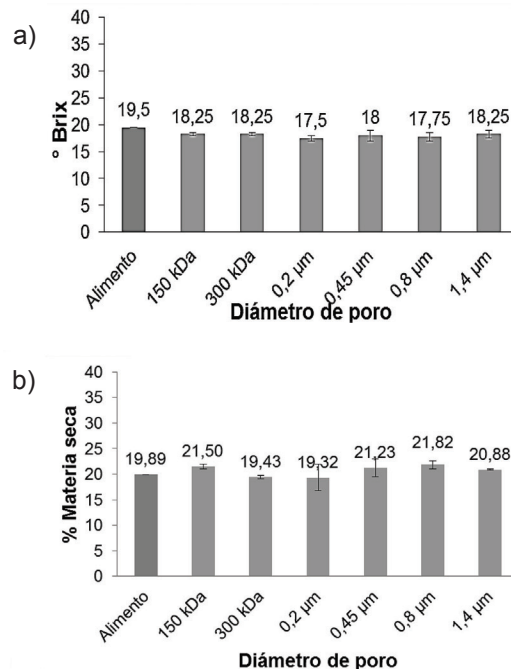 a)
° Brix
40
35
30
25
20
15
10
5
0
19,5 18,25 18,25 17,5 18 17,75 18,25
Alimento 150 kDa 300 kDa 0,2 µm 0,45 µm 0,8 µm 1,4 µm
Diámetro de poro
b)
% Materia seca
40
35
30
25
20
15
10
5
0
19,89 21,50 19,43 19,32 21,23 21,82 20,88
Alimento 150 kDa 300 kDa 0,2 µm 0,45 µm 0,8 µm 1,4 µm
Diámetro de poro